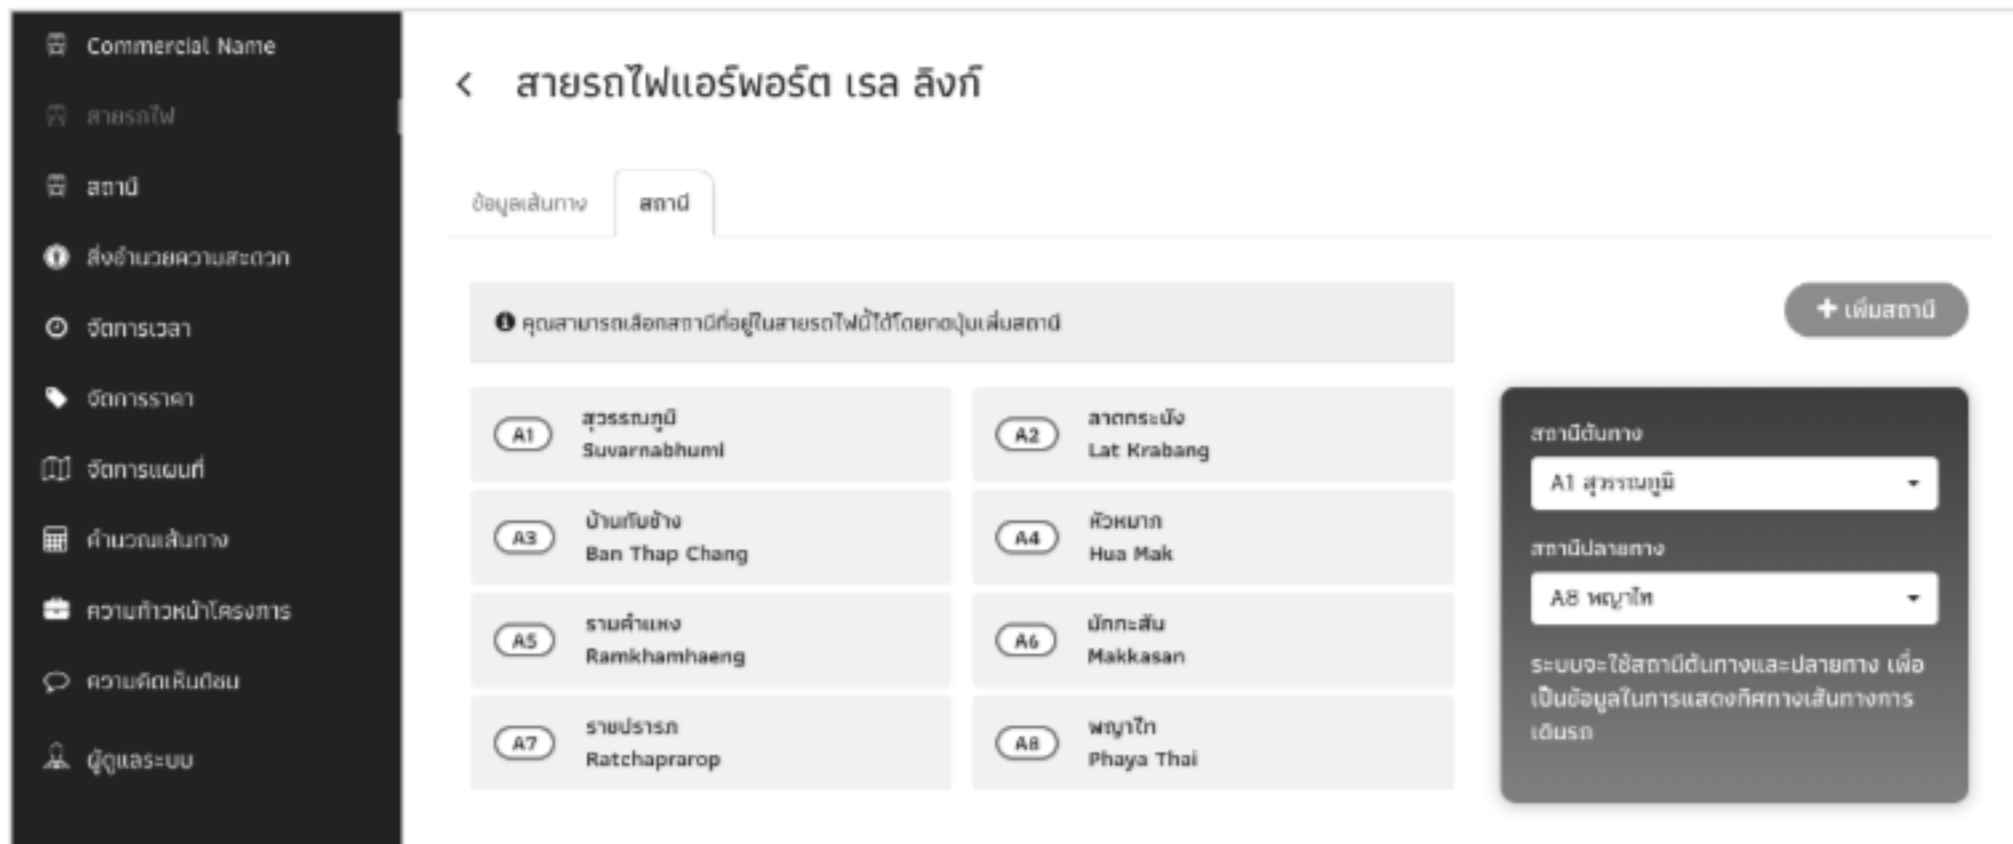 Commercial Name
สายรถไฟ
สถานี
สิ่งอำนวยความสะดวก
จัดการเวลา
จัดการราคา
จัดการแผนที่
คำนวณเส้นทาง
ความก้าวหน้าโครงการ
ความคิดเห็นติชม
ผู้ดูแลระบบ
สายรถไฟแอร์พอร์ต เรล ลิงก์
ข้อมูลเส้นทาง
สถานี
คุณสามารถเลือกสถานีที่อยู่ในสายรถไฟนี้ได้โดยกดปุ่มเพิ่มสถานี
เพิ่มสถานี
A1
สุวรรณภูมิ
Suvarnabhumi
A2
ลาดกระบัง
Lat Krabang
A3
บ้านทับช้าง
Ban Thap Chang
A4
หัวหมาก
Hua Mak
A5
รามคำแหง
Ramkhamhaeng
A6
มักกะสัน
Makkasan
A7
ราชปรารภ
Ratchaprarop
A8
พญาไท
Phaya Thai
สถานีต้นทาง
A1 สุวรรณภูมิ
สถานีปลายทาง
A8 พญาไท
ระบบจะใช้สถานีต้นทางและปลายทาง เพื่อ
เป็นข้อมูลในการแสดงทิศทางเส้นทางการ
เดินรถ